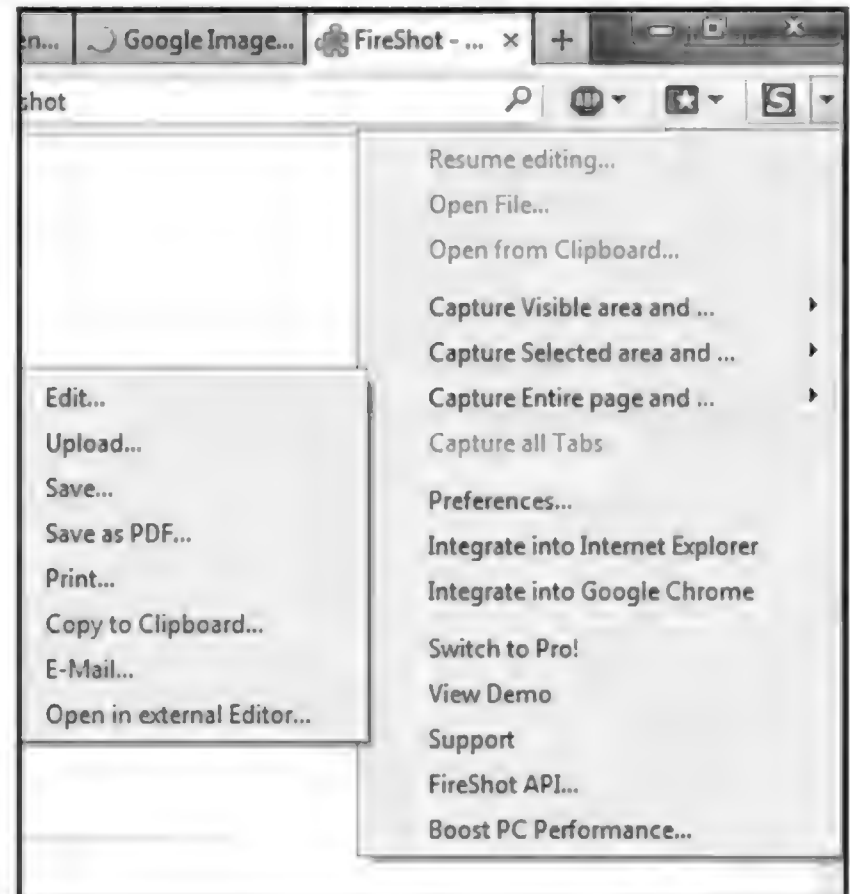 en... Google Image... FireShot - ... × +
shot ABP S
Resume editing...
Open File...
Open from Clipboard...
Capture Visible area and ...
Capture Selected area and ...
Capture Entire page and ...
Capture all Tabs
Preferences...
Integrate into Internet Explorer
Integrate into Google Chrome
Switch to Pro!
View Demo
Support
FireShot API...
Boost PC Performance...
Edit...
Upload...
Save...
Save as PDF...
Print...
Copy to Clipboard...
E-Mail...
Open in external Editor...